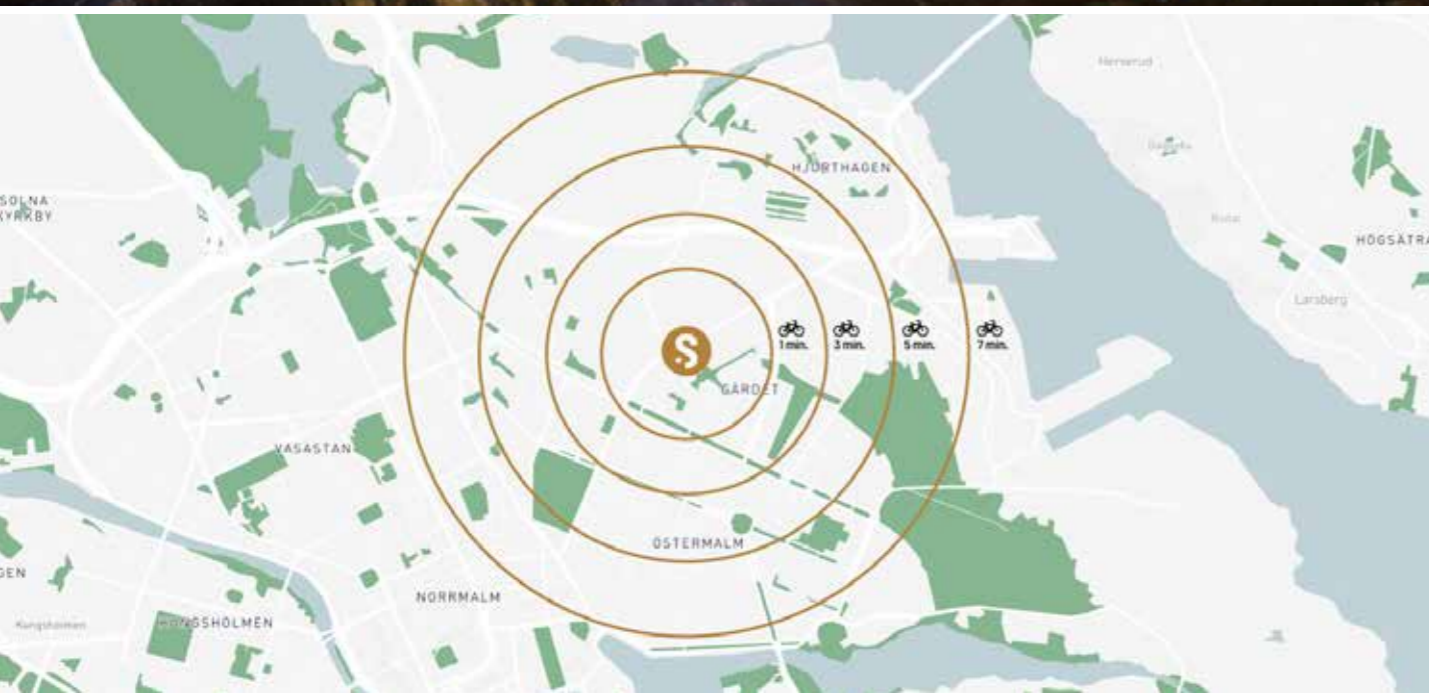 Herserud
HJORTHAGEN
SOLNA
KYRKBY
HÖGSÄTRA
Larsberg
S
1 min.
3 min.
5 min.
7 min.
GÄRDET
VASASTAN
ÖSTERMALM
NORRMALM
KUNGSHOLMEN
Kungsholmen